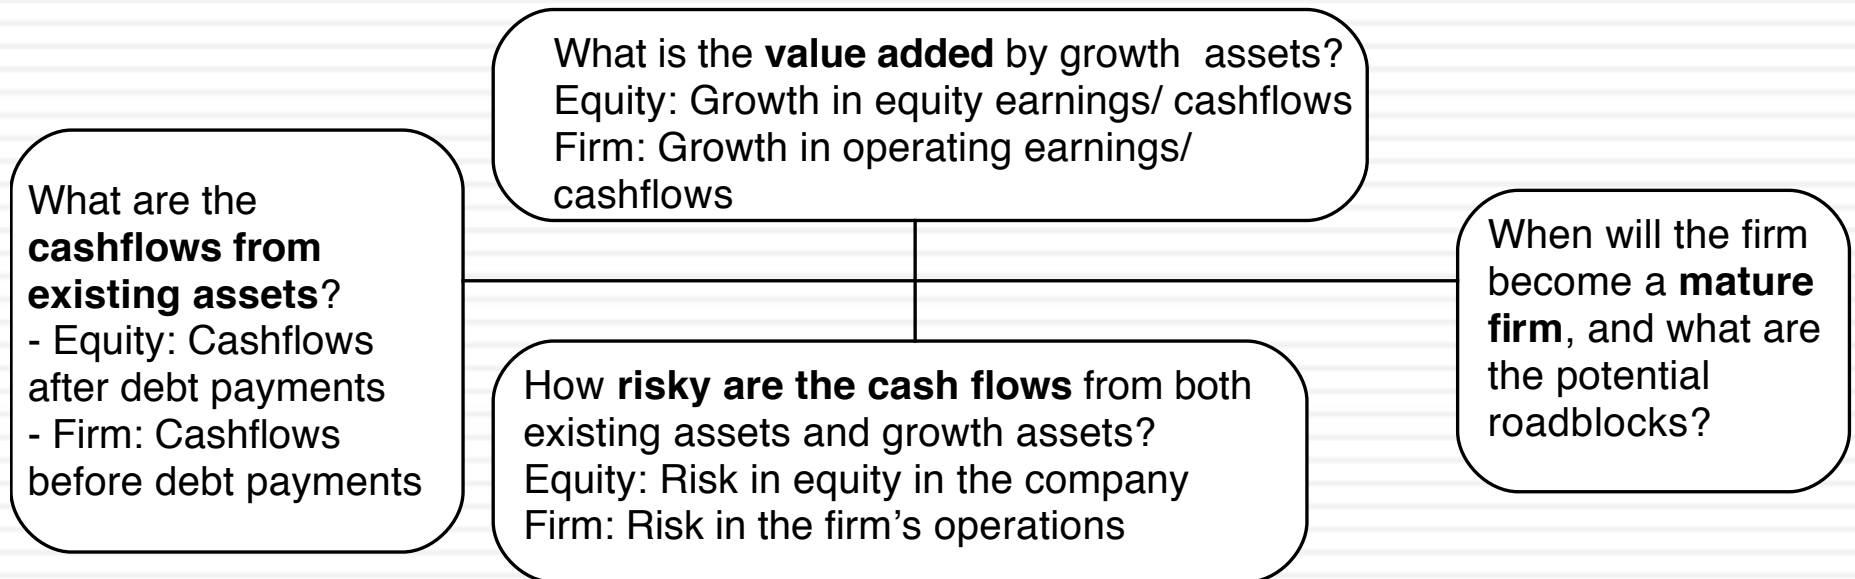 What is the value added by growth  assets?
Equity: Growth in equity earnings/ cashflows
Firm: Growth in operating earnings/
cashflows
What are the
cashflows from
existing assets?
- Equity: Cashflows
after debt payments
- Firm: Cashflows
before debt payments
How risky are the cash flows from both
existing assets and growth assets?
Equity: Risk in equity in the company
Firm: Risk in the firm’s operations
When will the firm
become a mature
firm, and what are
the potential
roadblocks?